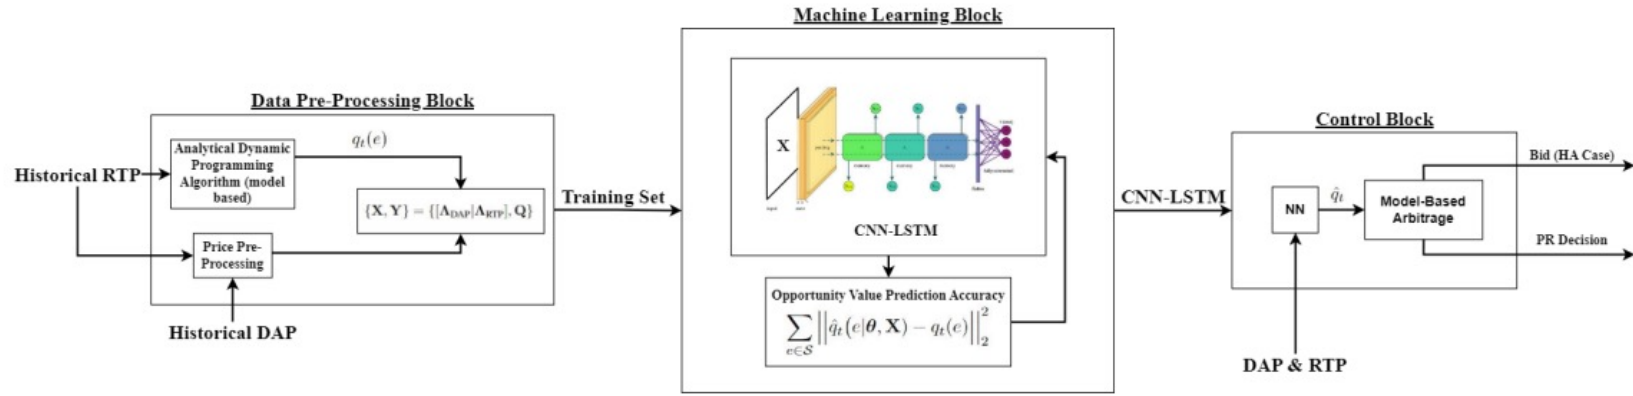 Machine Learning Block
Data Pre-Processing Block
Control Block
Historical RTP
Analytical Dynamic
Programming
Algorithm (model
based)
q_t(e)
{X, Y} = {[Λ_DAP|Λ_RTP], Q}
Price Pre-
Processing
Historical DAP
Training Set
X
CNN-LSTM
Opportunity Value Prediction Accuracy
∑_{e∈𝒮} ||q̂_t(e|θ, X) − q_t(e)||_2^2
CNN-LSTM
NN
q̂_t
Model-Based
Arbitrage
Bid (HA Case)
PR Decision
DAP & RTP